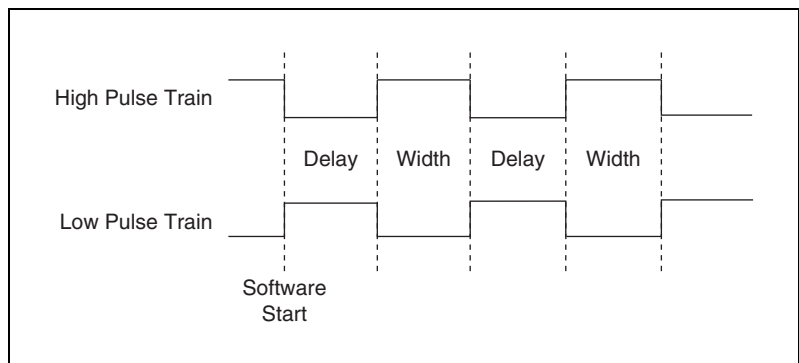 High Pulse Train
Delay Width Delay Width
Low Pulse Train
Software
Start